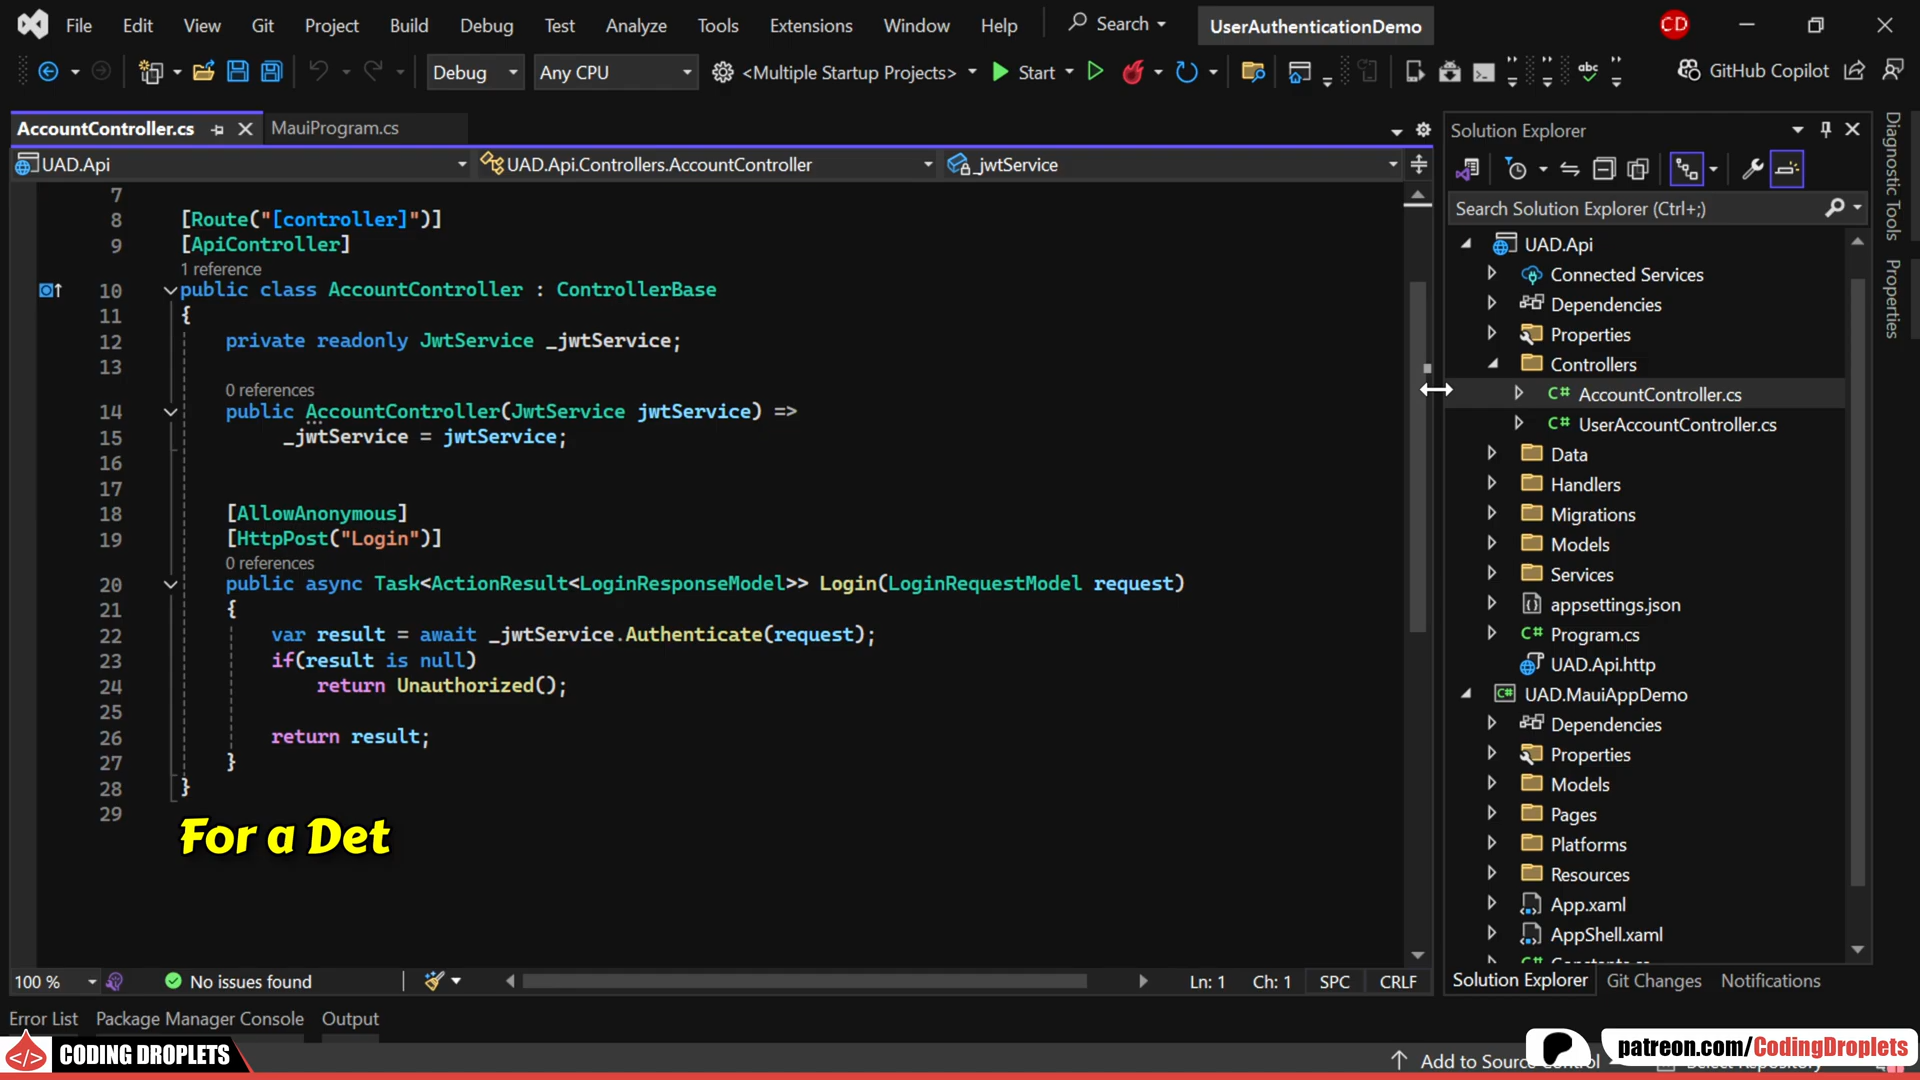 File Edit View Git Project Build Debug Test Analyze Tools Extensions Window Help Search UserAuthenticationDemo CD
Debug Any CPU <Multiple Startup Projects> Start abc GitHub Copilot
AccountController.cs MauiProgram.cs
UAD.Api UAD.Api.Controllers.AccountController _jwtService
7
8 [Route("[controller]")]
9 [ApiController]
1 reference
10 public class AccountController : ControllerBase
11 {
12 private readonly JwtService _jwtService;
13
0 references
14 public AccountController(JwtService jwtService) =>
15 _jwtService = jwtService;
16
17
18 [AllowAnonymous]
19 [HttpPost("Login")]
0 references
20 public async Task<ActionResult<LoginResponseModel>> Login(LoginRequestModel request)
21 {
22 var result = await _jwtService.Authenticate(request);
23 if(result is null)
24 return Unauthorized();
25
26 return result;
27 }
28 }
29
For a Det
100 % No issues found Ln: 1 Ch: 1 SPC CRLF
Error List Package Manager Console Output
Solution Explorer
Search Solution Explorer (Ctrl+;)
UAD.Api
Connected Services
Dependencies
Properties
Controllers
C# AccountController.cs
C# UserAccountController.cs
Data
Handlers
Migrations
Models
Services
appsettings.json
C# Program.cs
UAD.Api.http
C# UAD.MauiAppDemo
Dependencies
Properties
Models
Pages
Platforms
Resources
App.xaml
AppShell.xaml
Solution Explorer Git Changes Notifications
Diagnostic Tools
Properties
</> CODING DROPLETS
patreon.com/CodingDroplets
Add to Source Control